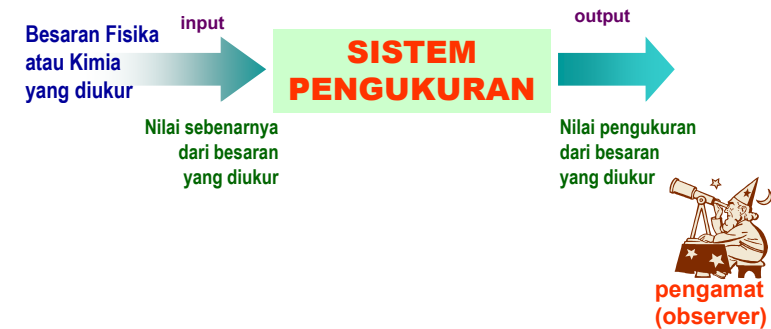 input
output
Besaran Fisika
atau Kimia
yang diukur
SISTEM
PENGUKURAN
Nilai sebenarnya
dari besaran
yang diukur
Nilai pengukuran
dari besaran
yang diukur
pengamat
(observer)